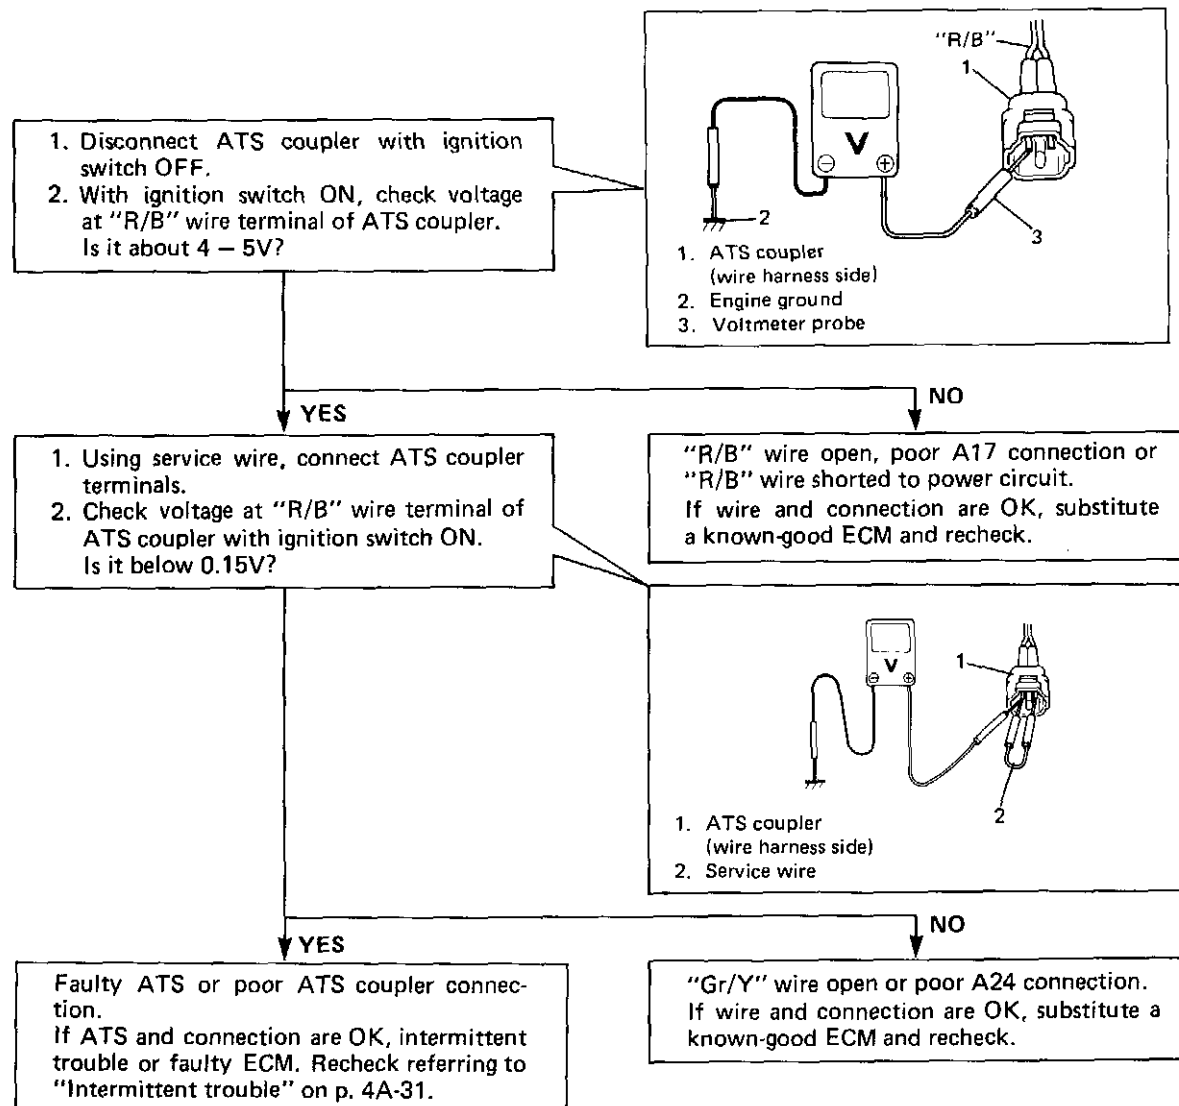 1. Disconnect ATS coupler with ignition
switch OFF.
2. With ignition switch ON, check voltage
at "R/B" wire terminal of ATS coupler.
Is it about 4 – 5V?
"R/B"
1
V
⊖ ⊕
2
3
1. ATS coupler
(wire harness side)
2. Engine ground
3. Voltmeter probe
YES
NO
1. Using service wire, connect ATS coupler
terminals.
2. Check voltage at "R/B" wire terminal of
ATS coupler with ignition switch ON.
Is it below 0.15V?
"R/B" wire open, poor A17 connection or
"R/B" wire shorted to power circuit.
If wire and connection are OK, substitute
a known-good ECM and recheck.
V
⊖ ⊕
1
2
1. ATS coupler
(wire harness side)
2. Service wire
YES
NO
Faulty ATS or poor ATS coupler connec-
tion.
If ATS and connection are OK, intermittent
trouble or faulty ECM. Recheck referring to
"Intermittent trouble" on p. 4A-31.
"Gr/Y" wire open or poor A24 connection.
If wire and connection are OK, substitute a
known-good ECM and recheck.